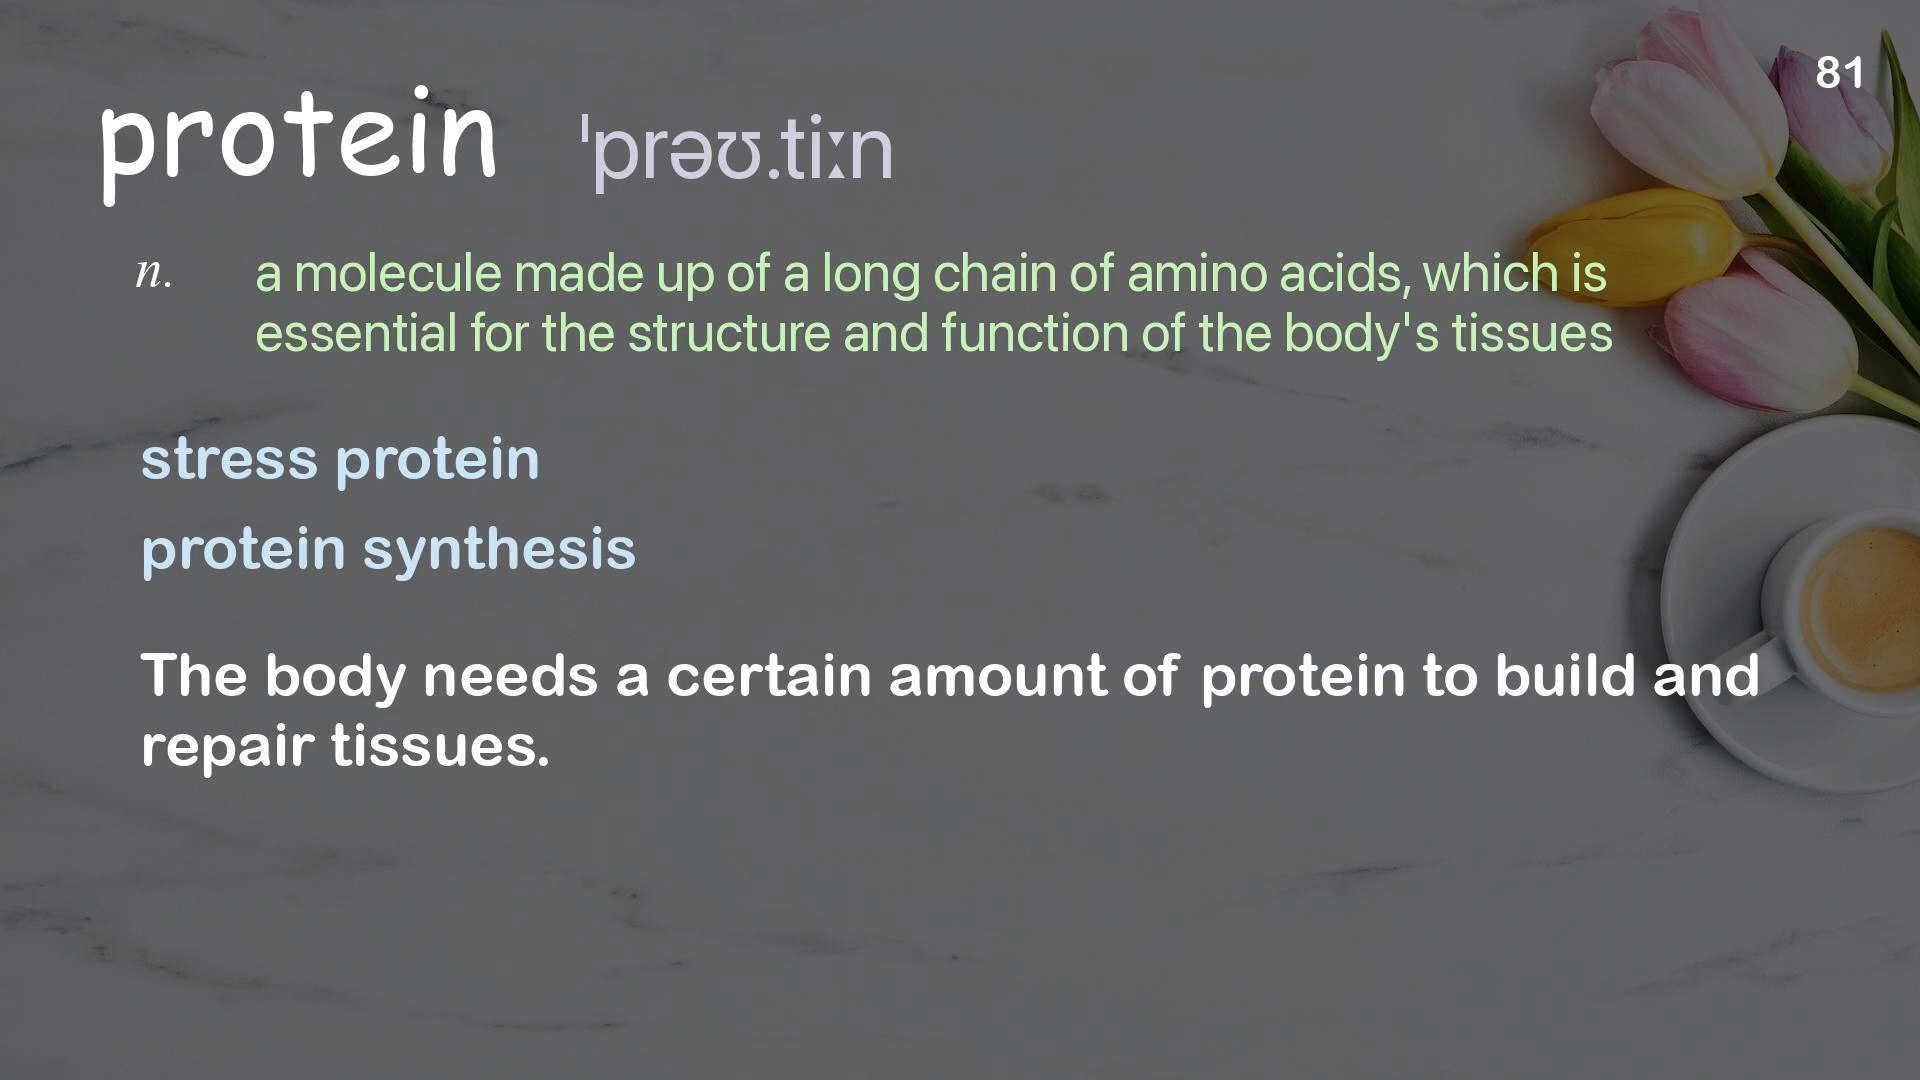 81
protein ˈprəʊ.tiːn
n. a molecule made up of a long chain of amino acids, which is
essential for the structure and function of the body's tissues
stress protein
protein synthesis
The body needs a certain amount of protein to build and
repair tissues.